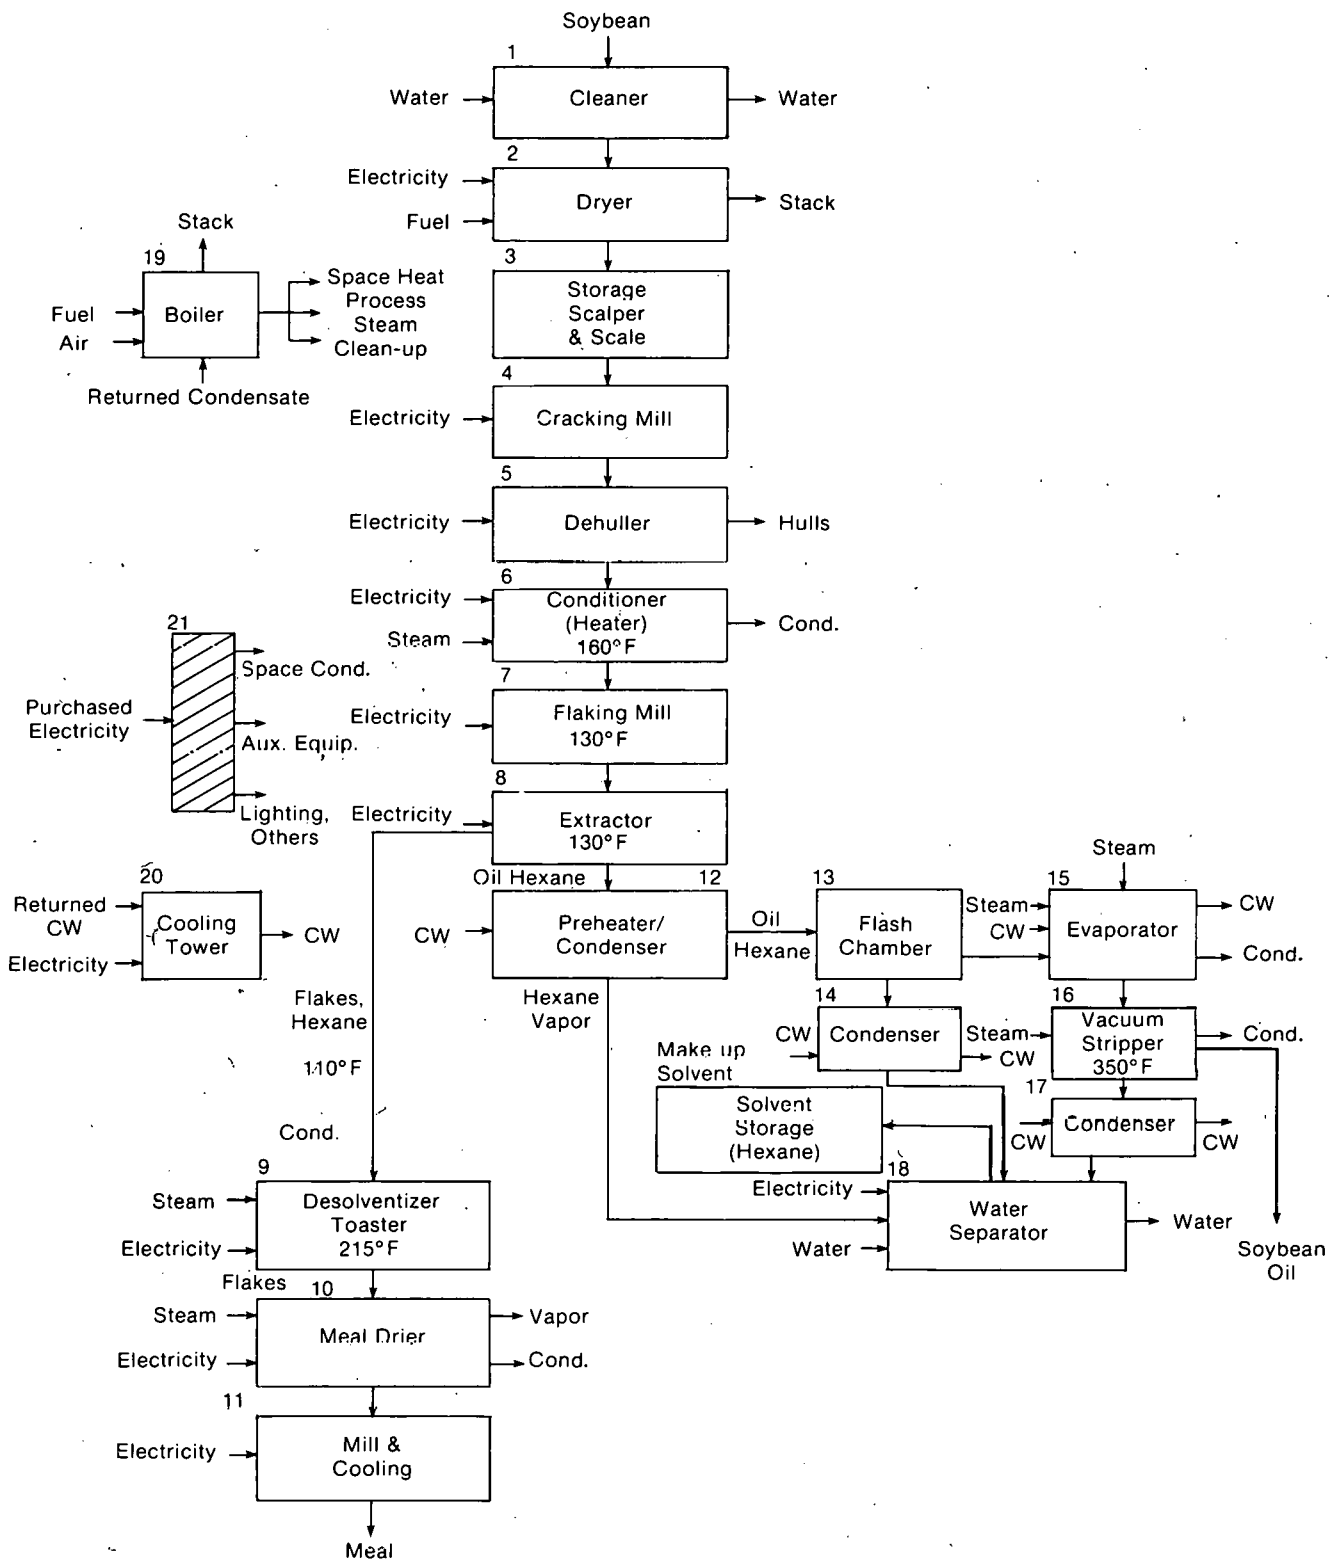 Soybean
1
Water
Cleaner
Water
2
Electricity
Fuel
Dryer
Stack
3
Storage
Scalper
& Scale
Stack
19
Fuel
Air
Boiler
Space Heat
Process
Steam
Clean-up
Returned Condensate
4
Electricity
Cracking Mill
5
Electricity
Dehuller
Hulls
6
Electricity
Steam
Conditioner
(Heater)
160°F
Cond.
21
Purchased
Electricity
Space Cond.
Aux. Equip.
Lighting,
Others
7
Electricity
Flaking Mill
130°F
8
Electricity
Extractor
130°F
20
Returned
CW
Electricity
Cooling
Tower
CW
Oil Hexane
12
CW
Preheater/
Condenser
Oil
Hexane
13
Flash
Chamber
Steam
15
Steam
CW
Evaporator
CW
Cond.
Flakes,
Hexane
110°F
Hexane
Vapor
14
CW
Condenser
CW
16
Steam
Vacuum
Stripper
350°F
Cond.
Make up
Solvent
Solvent
Storage
(Hexane)
17
CW
Condenser
CW
Cond.
18
Electricity
Water
Water
Separator
Water
Soybean
Oil
9
Steam
Electricity
Desolventizer
Toaster
215°F
Flakes
10
Steam
Electricity
Meal Drier
Vapor
Cond.
11
Electricity
Mill &
Cooling
Meal